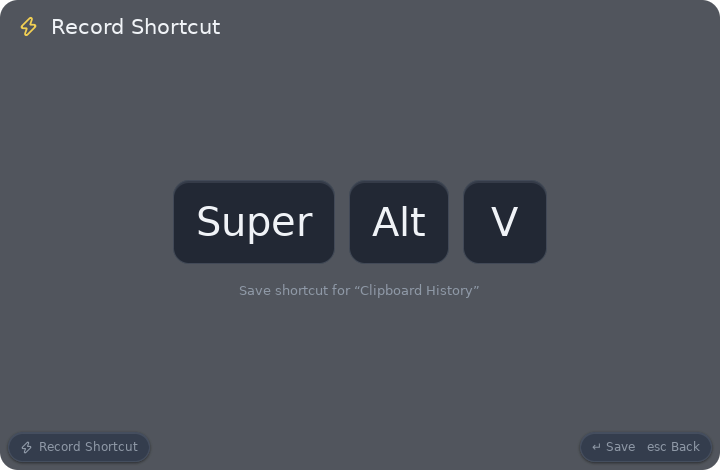 Record Shortcut
Super Alt V
Save shortcut for “Clipboard History”
Record Shortcut
↵ Save esc Back